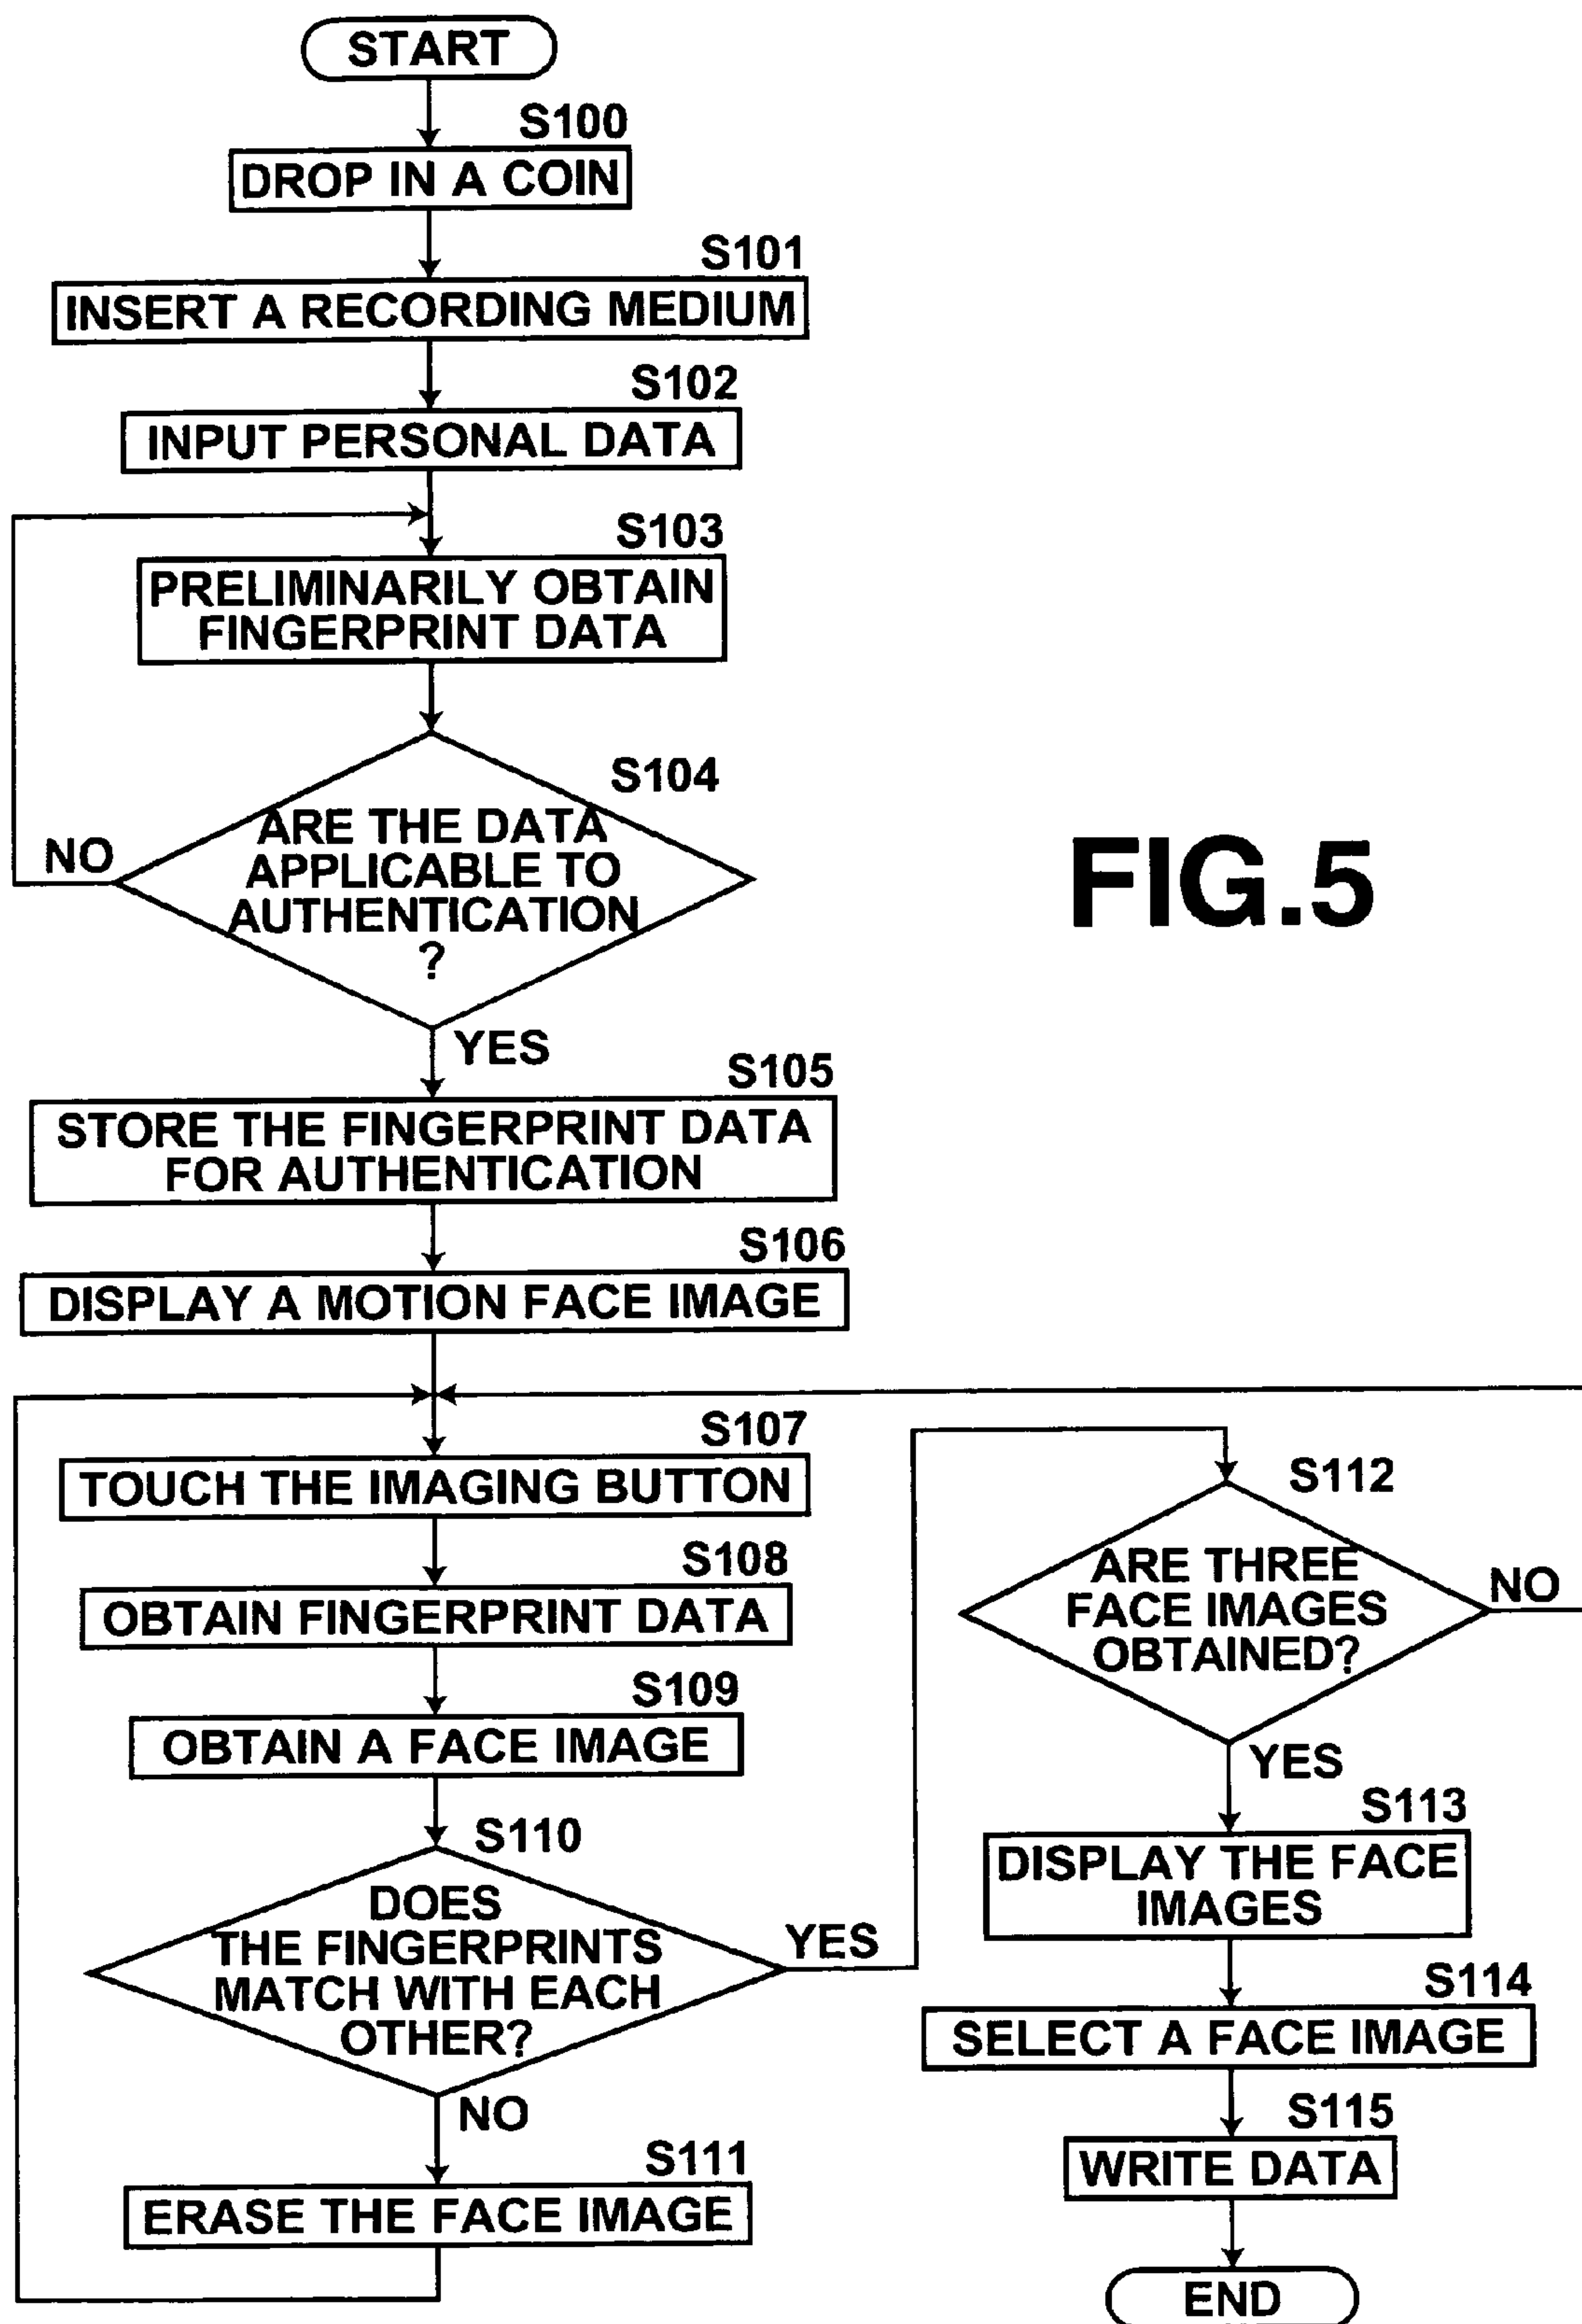 START
S100
DROP IN A COIN
S101
INSERT A RECORDING MEDIUM
S102
INPUT PERSONAL DATA
S103
PRELIMINARILY OBTAIN
FINGERPRINT DATA
S104
ARE THE DATA
APPLICABLE TO
AUTHENTICATION
?
NO
YES
FIG.5
S105
STORE THE FINGERPRINT DATA
FOR AUTHENTICATION
S106
DISPLAY A MOTION FACE IMAGE
S107
TOUCH THE IMAGING BUTTON
S108
OBTAIN FINGERPRINT DATA
S109
OBTAIN A FACE IMAGE
S110
DOES
THE FINGERPRINTS
MATCH WITH EACH
OTHER?
YES
NO
S111
ERASE THE FACE IMAGE
S112
ARE THREE
FACE IMAGES
OBTAINED?
NO
YES
S113
DISPLAY THE FACE
IMAGES
S114
SELECT A FACE IMAGE
S115
WRITE DATA
END